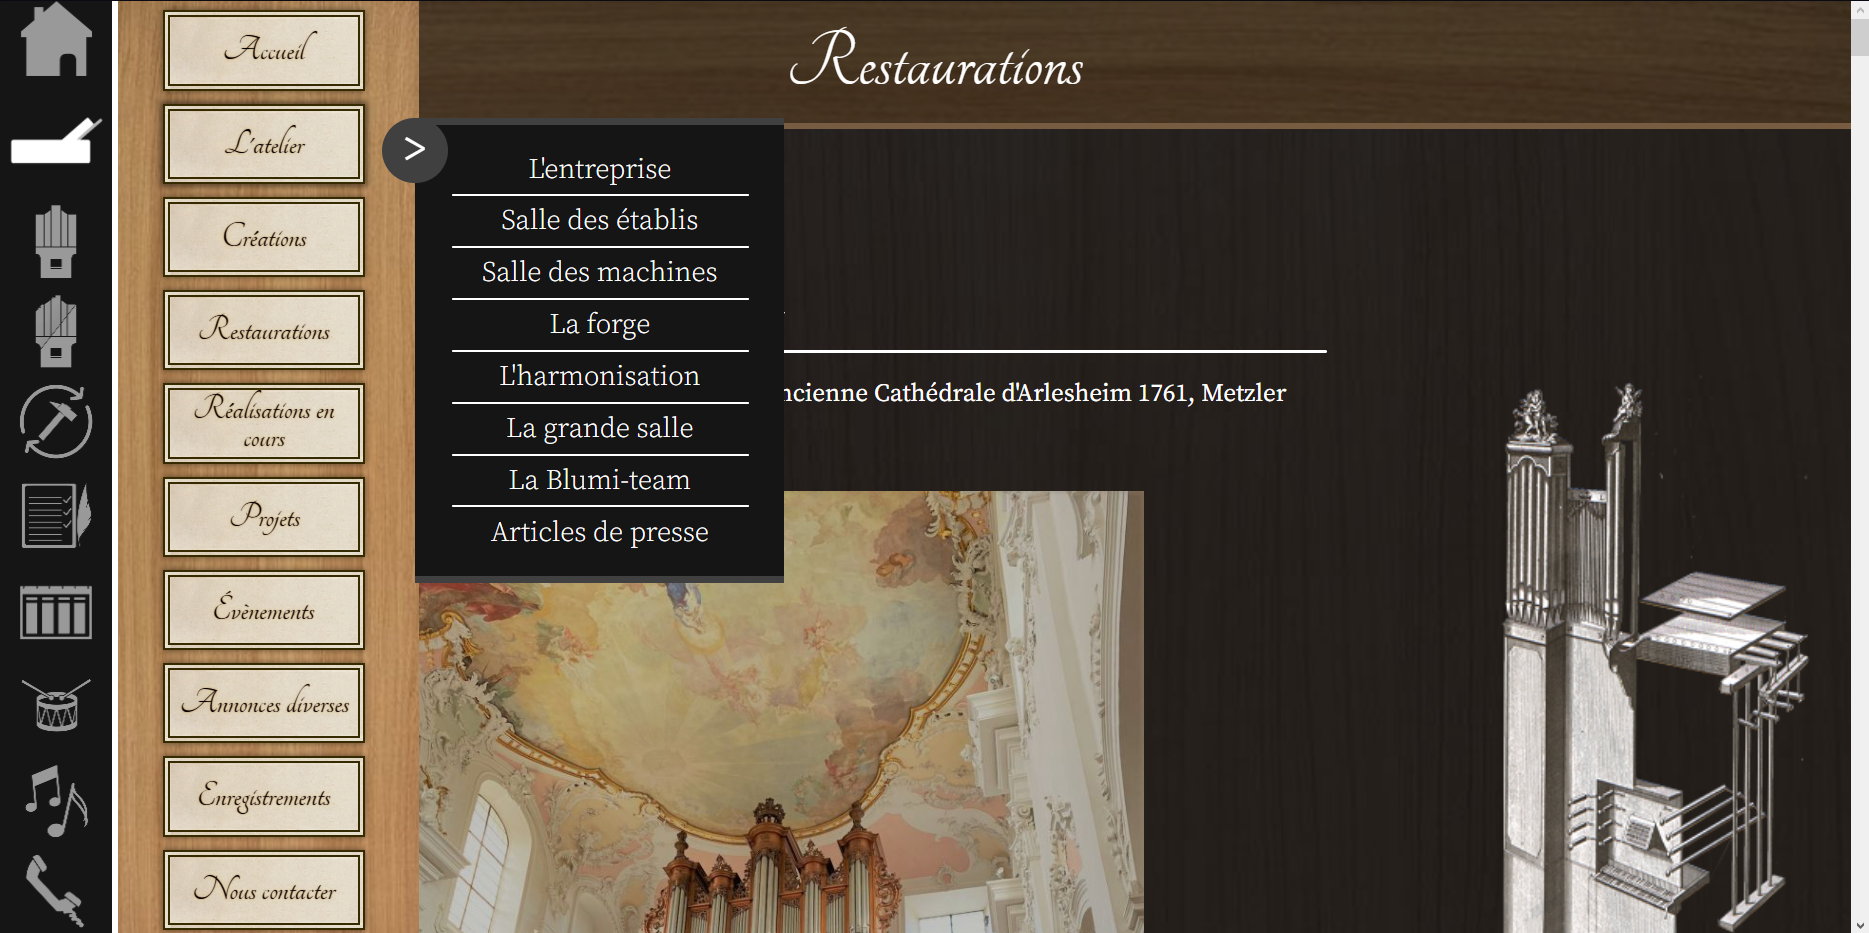 Restaurations
Accueil
L'atelier
Créations
Restaurations
Réalisations en
cours
Projets
Évènements
Annonces diverses
Enregistrements
Nous contacter
>
L'entreprise
Salle des établis
Salle des machines
La forge
L'harmonisation
La grande salle
La Blumi-team
Articles de presse
Cathédrale d'Arlesheim 1761, Metzler